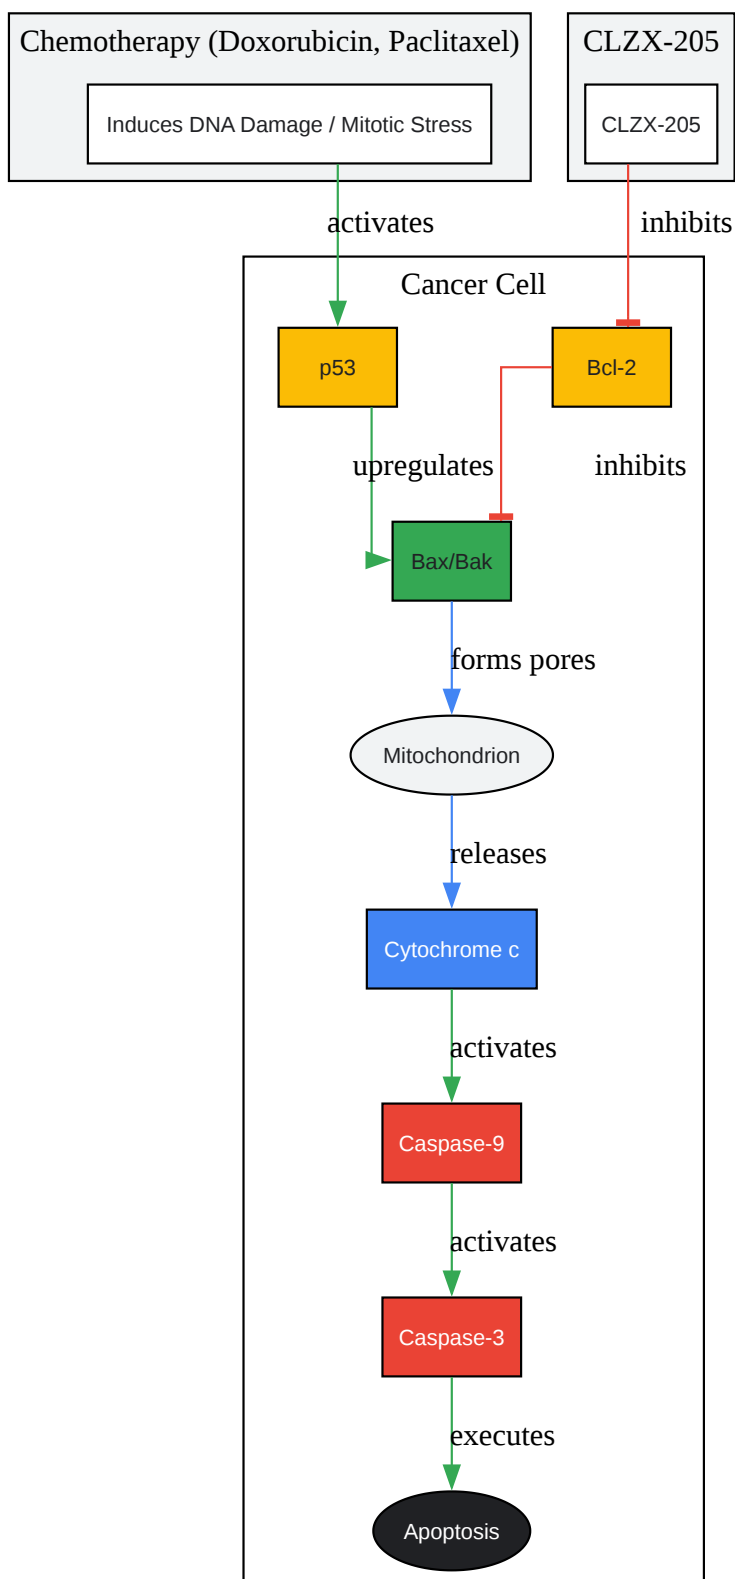 Chemotherapy (Doxorubicin, Paclitaxel)
CLZX-205
Induces DNA Damage / Mitotic Stress
CLZX-205
activates
inhibits
Cancer Cell
p53
Bcl-2
upregulates
inhibits
Bax/Bak
forms pores
Mitochondrion
releases
Cytochrome c
activates
Caspase-9
activates
Caspase-3
executes
Apoptosis